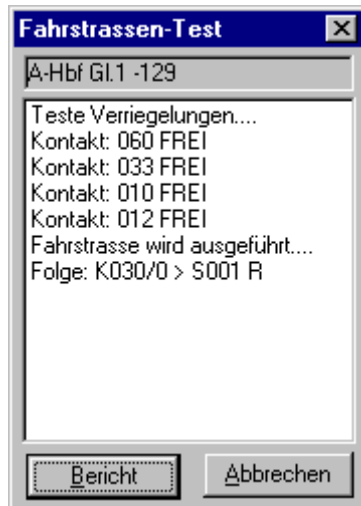 Fahrstrassen-Test
A-Hbf Gl.1 -129
Teste Verriegelungen....
Kontakt: 060 FREI
Kontakt: 033 FREI
Kontakt: 010 FREI
Kontakt: 012 FREI
Fahrstrasse wird ausgeführt....
Folge: K030/0 > S001 R
Bericht
Abbrechen